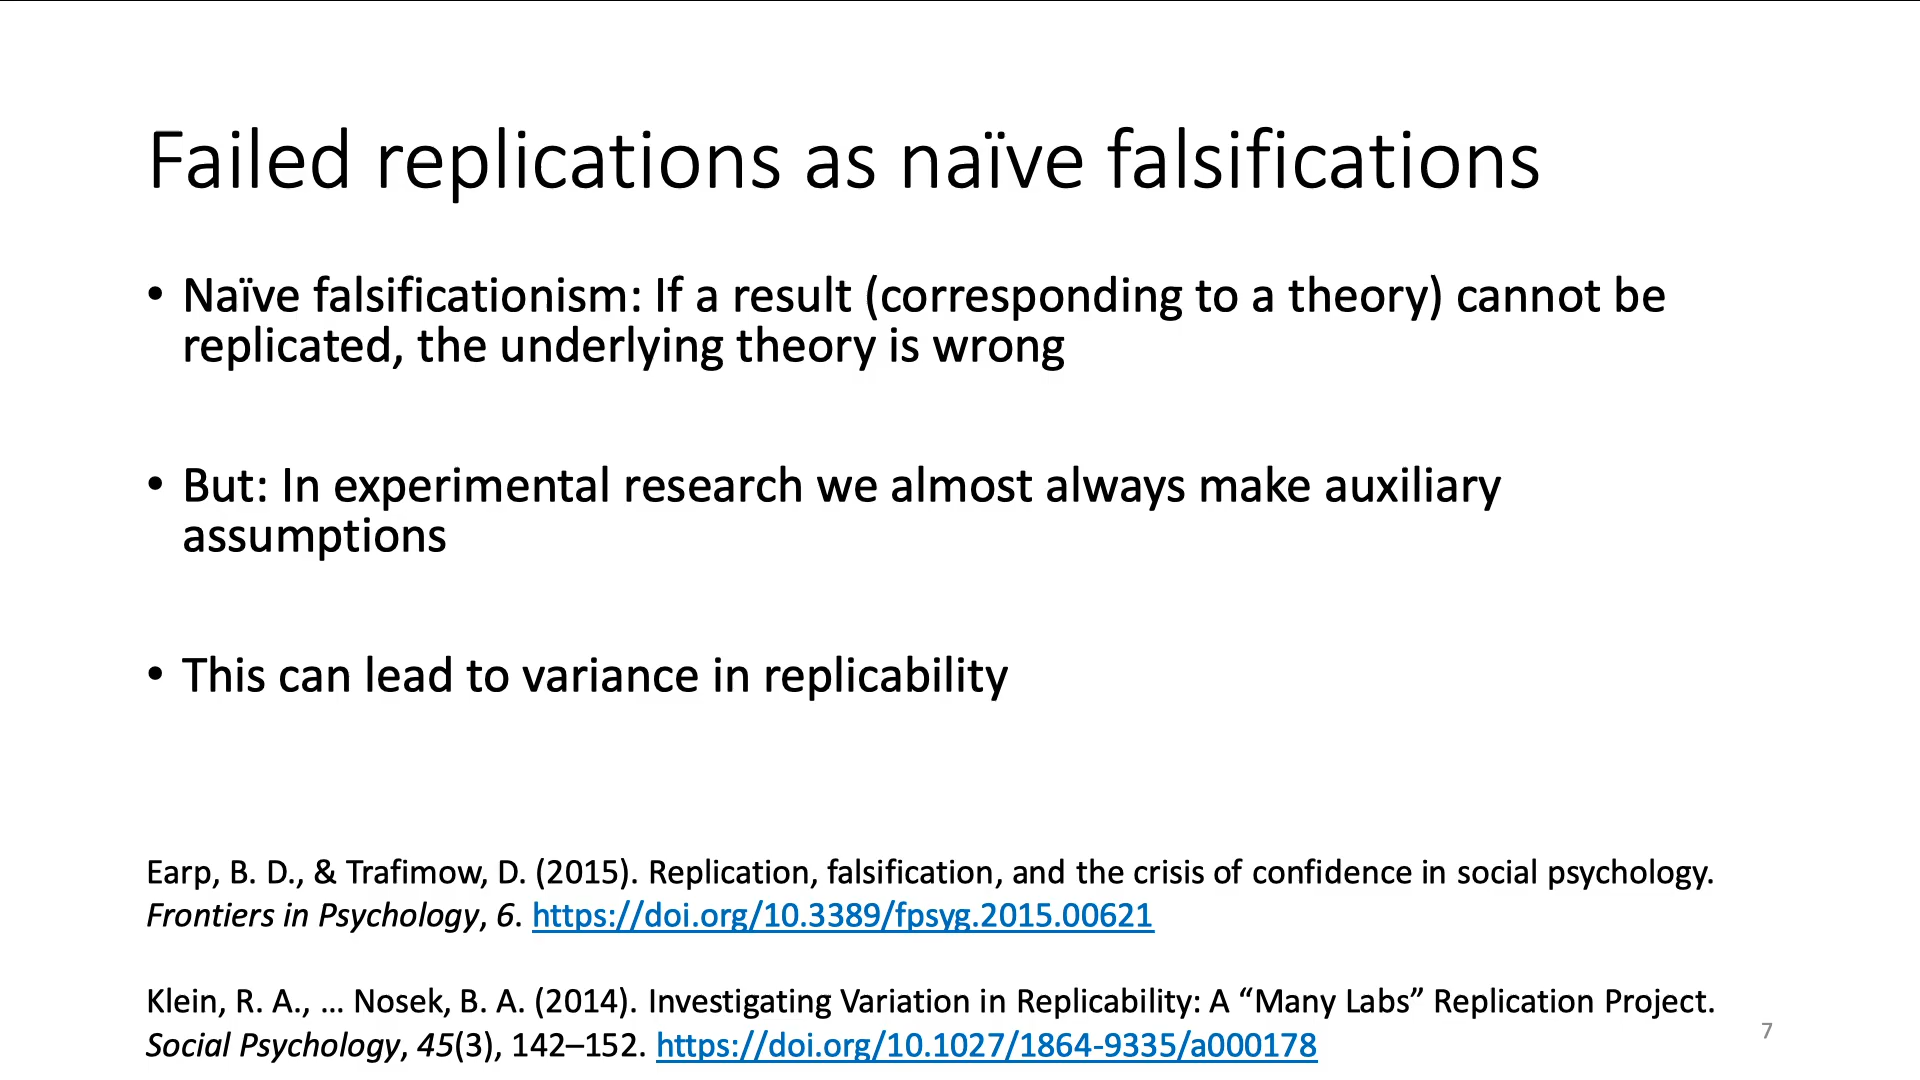 Failed replications as naïve falsifications
• Naïve falsificationism: If a result (corresponding to a theory) cannot be
replicated, the underlying theory is wrong
• But: In experimental research we almost always make auxiliary
assumptions
• This can lead to variance in replicability
Earp, B. D., & Trafimow, D. (2015). Replication, falsification, and the crisis of confidence in social psychology.
Frontiers in Psychology, 6. https://doi.org/10.3389/fpsyg.2015.00621
Klein, R. A., … Nosek, B. A. (2014). Investigating Variation in Replicability: A “Many Labs” Replication Project.
Social Psychology, 45(3), 142–152. https://doi.org/10.1027/1864-9335/a000178
7